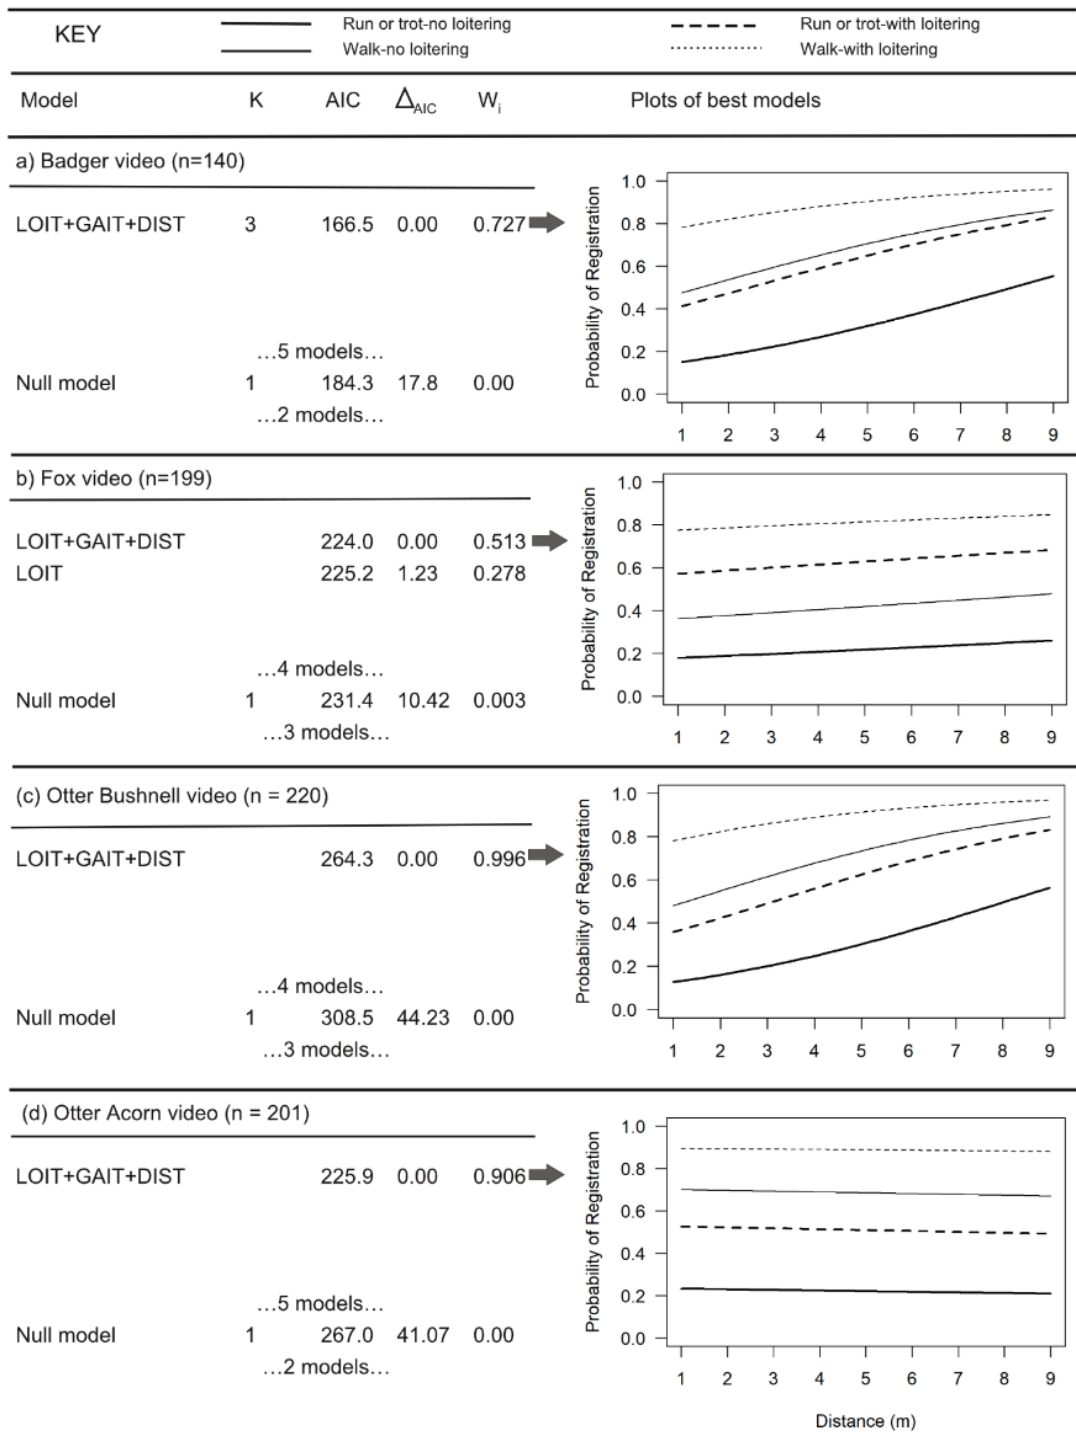 KEY
Run or trot-no loitering
Walk-no loitering
Run or trot-with loitering
Walk-with loitering
Model K AIC ΔAIC Wi Plots of best models
a) Badger video (n=140)
LOIT+GAIT+DIST 3 166.5 0.00 0.727
...5 models...
Null model 1 184.3 17.8 0.00
...2 models...
Probability of Registration
1.0
0.8
0.6
0.4
0.2
0.0
1 2 3 4 5 6 7 8 9
b) Fox video (n=199)
LOIT+GAIT+DIST 224.0 0.00 0.513
LOIT 225.2 1.23 0.278
...4 models...
Null model 1 231.4 10.42 0.003
...3 models...
Probability of Registration
1.0
0.8
0.6
0.4
0.2
0.0
1 2 3 4 5 6 7 8 9
(c) Otter Bushnell video (n = 220)
LOIT+GAIT+DIST 264.3 0.00 0.996
...4 models...
Null model 1 308.5 44.23 0.00
...3 models...
Probability of Registration
1.0
0.8
0.6
0.4
0.2
0.0
1 2 3 4 5 6 7 8 9
(d) Otter Acorn video (n = 201)
LOIT+GAIT+DIST 225.9 0.00 0.906
...5 models...
Null model 1 267.0 41.07 0.00
...2 models...
Probability of Registration
1.0
0.8
0.6
0.4
0.2
0.0
1 2 3 4 5 6 7 8 9
Distance (m)